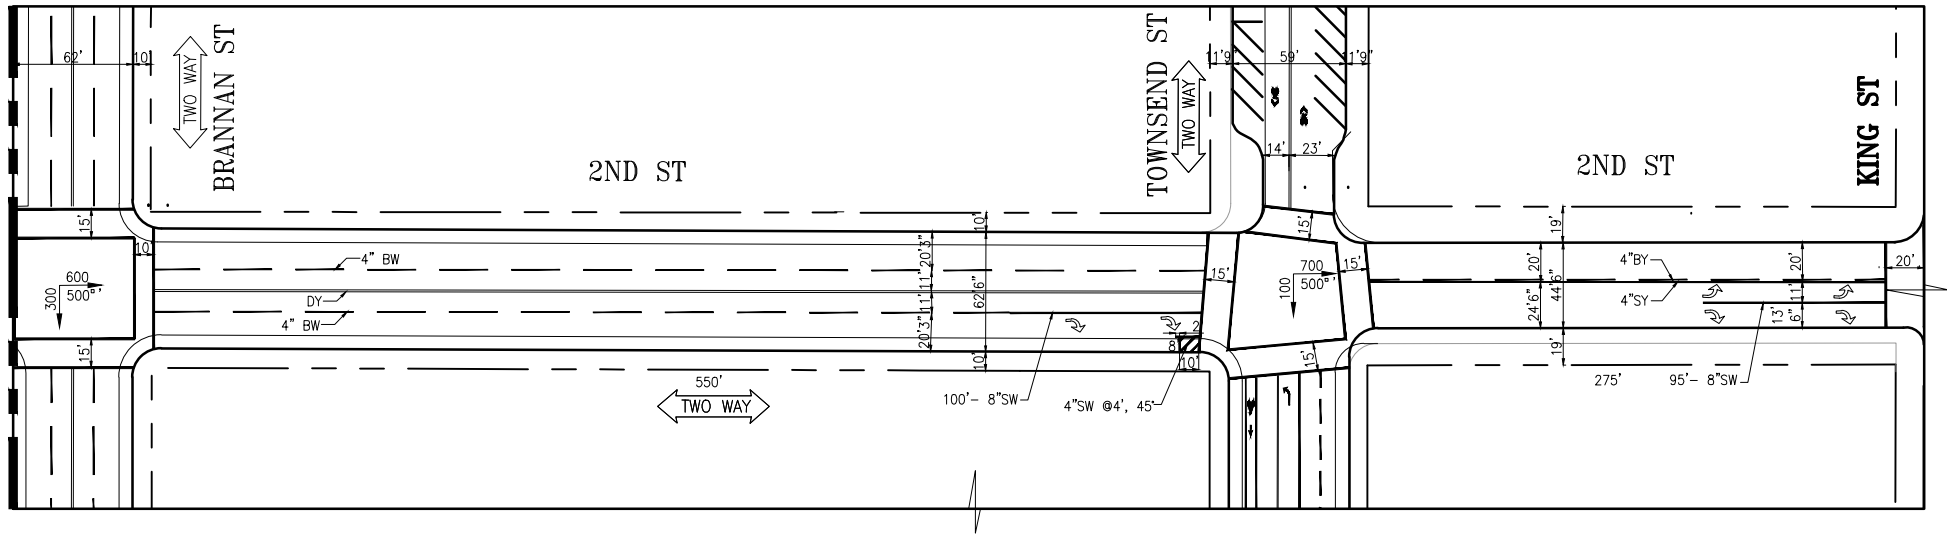 62'
10'
TWO WAY
BRANNAN ST
15'
10'
600
500
300
15'
2ND ST
4" BW
DY
4" BW
550'
TWO WAY
10'
20'3"
11'
11'
20'3"
62'6"
10'
100'- 8"SW
4"SW @4', 45°
2
8
10'
TOWNSEND ST
TWO WAY
11'9"
59'
11'9"
14'
23'
15'
15'
700
500
100
15'
15'
2ND ST
KING ST
19'
20'
44'6"
24'6"
19'
4"BY
4"SY
20'
11'
13'
6"
20'
275'
95'- 8"SW